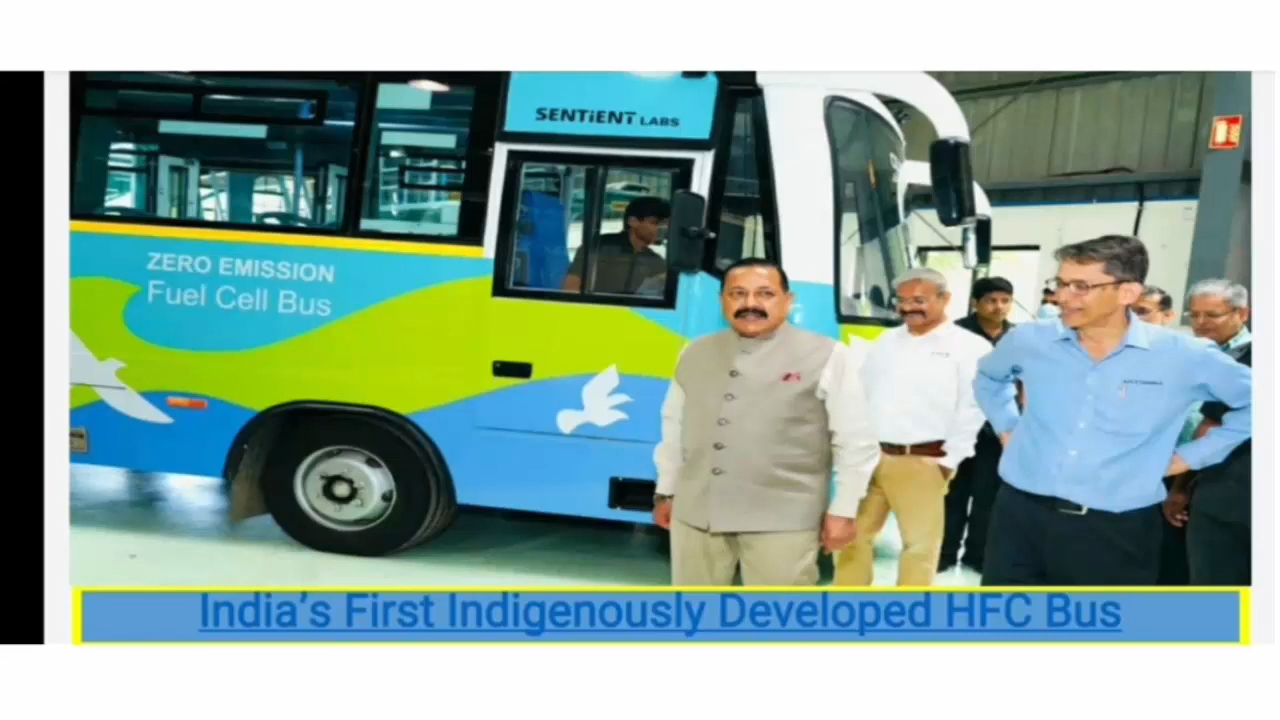 SENTiENT LABS
ZERO EMISSION
Fuel Cell Bus
India's First Indigenously Developed HFC Bus